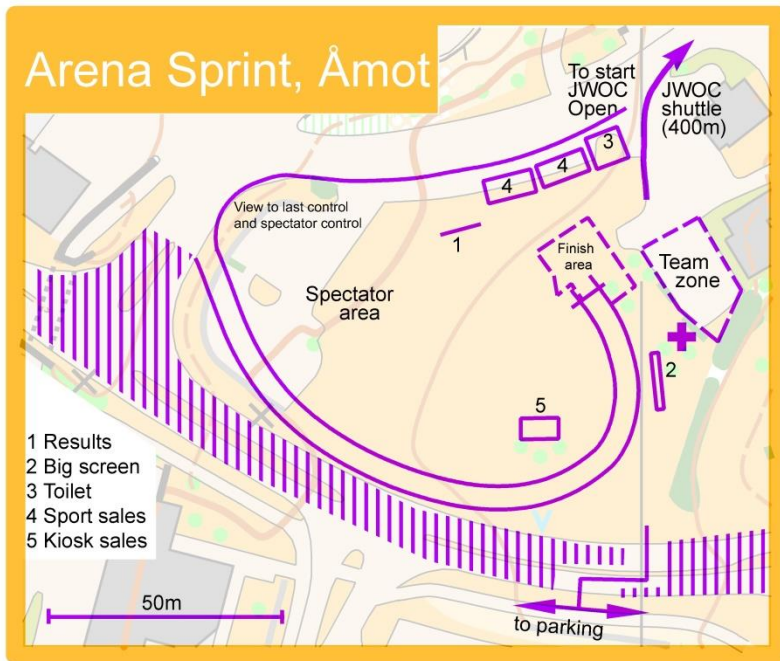 Arena Sprint, Åmot
To start
JWOC
Open
JWOC
shuttle
(400m)
3
4
4
View to last control
and spectator control
1
Finish
area
Team
zone
Spectator
area
2
5
1 Results
2 Big screen
3 Toilet
4 Sport sales
5 Kiosk sales
50m
to parking